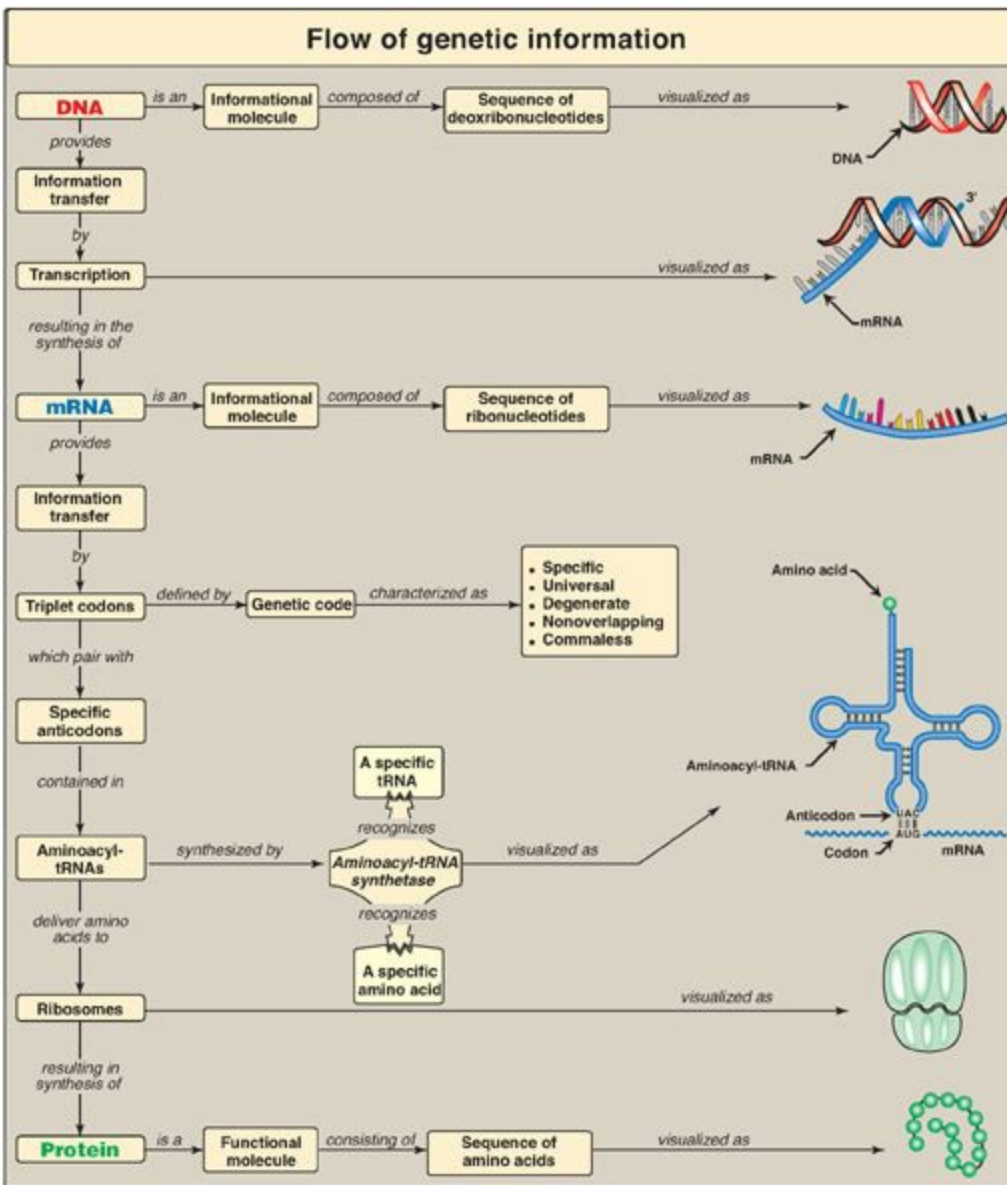 Flow of genetic information
DNA
is an
Informational
molecule
composed of
Sequence of
deoxribonucleotides
visualized as
DNA
provides
Information
transfer
by
3'
Transcription
visualized as
mRNA
resulting in the
synthesis of
mRNA
is an
Informational
molecule
composed of
Sequence of
ribonucleotides
visualized as
mRNA
provides
Information
transfer
by
Triplet codons
defined by
Genetic code
characterized as
• Specific
• Universal
• Degenerate
• Nonoverlapping
• Commaless
Amino acid
which pair with
Specific
anticodons
contained in
A specific
tRNA
recognizes
Aminoacyl-tRNA
Anticodon
UAC
AUG
Codon
mRNA
Aminoacyl-
tRNAs
synthesized by
Aminoacyl-tRNA
synthetase
visualized as
recognizes
A specific
amino acid
deliver amino
acids to
Ribosomes
visualized as
resulting in
synthesis of
Protein
is a
Functional
molecule
consisting of
Sequence of
amino acids
visualized as